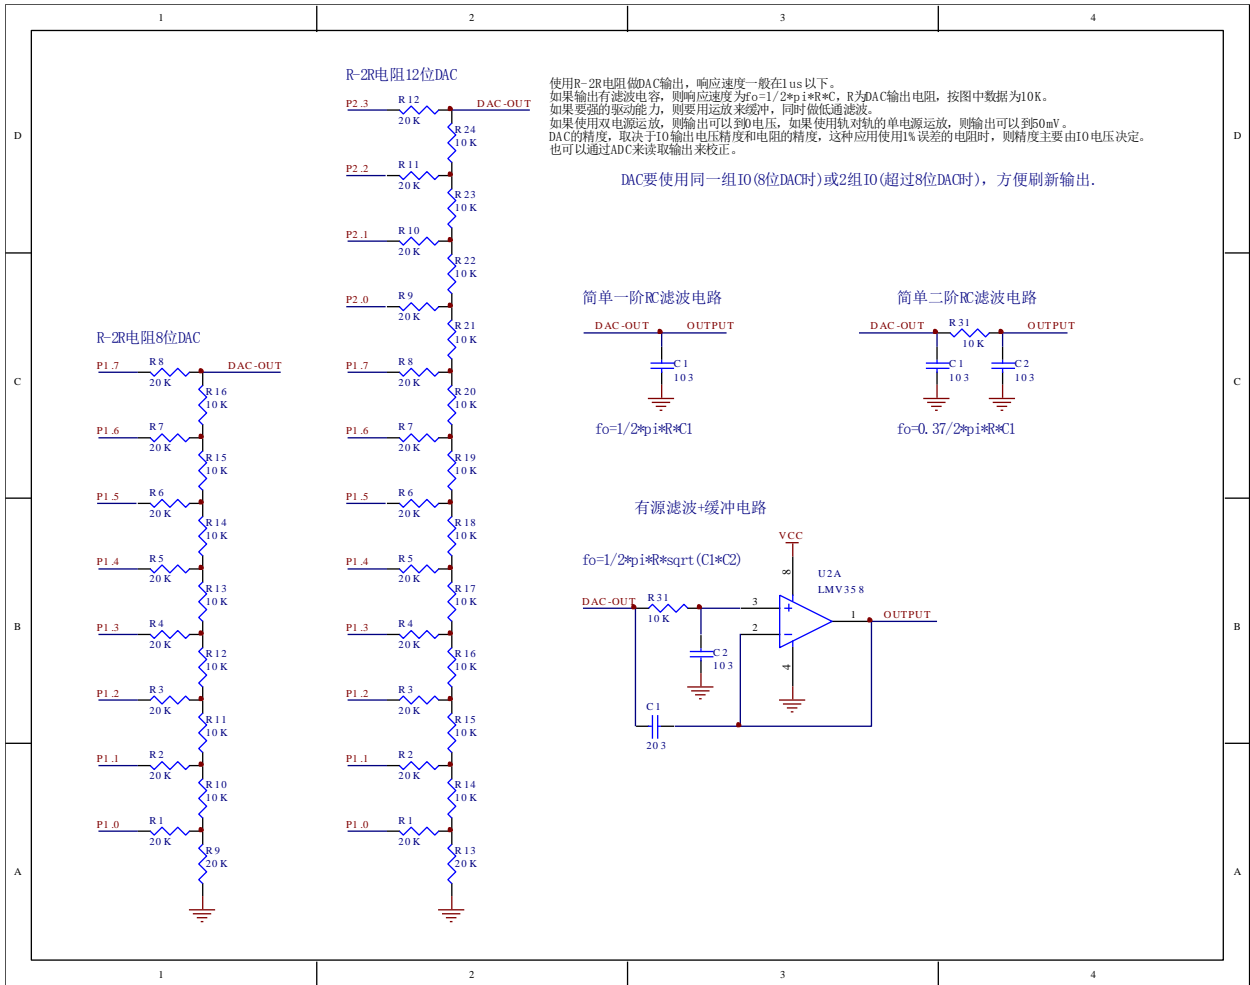 1 2 3 4
D
C
B
A
R-2R电阻12位DAC
P2.3 R12 20K DAC-OUT
R24 10K
P2.2 R11 20K
R23 10K
P2.1 R10 20K
R22 10K
P2.0 R9 20K
R21 10K
P1.7 R8 20K
R20 10K
P1.6 R7 20K
R19 10K
P1.5 R6 20K
R18 10K
P1.4 R5 20K
R17 10K
P1.3 R4 20K
R16 10K
P1.2 R3 20K
R15 10K
P1.1 R2 20K
R14 10K
P1.0 R1 20K
R13 20K
R-2R电阻8位DAC
P1.7 R8 20K DAC-OUT
R16 10K
P1.6 R7 20K
R15 10K
P1.5 R6 20K
R14 10K
P1.4 R5 20K
R13 10K
P1.3 R4 20K
R12 10K
P1.2 R3 20K
R11 10K
P1.1 R2 20K
R10 10K
P1.0 R1 20K
R9 20K
使用R-2R电阻做DAC输出，响应速度一般在1us以下。
如果输出有滤波电容，则响应速度为fo=1/2*pi*R*C，R为DAC输出电阻，按图中数据为10K。
如果要强的驱动能力，则要用运放来缓冲，同时做低通滤波。
如果使用双电源运放，则输出可以到0电压，如果使用轨对轨的单电源运放，则输出可以到50mV。
DAC的精度，取决于IO输出电压精度和电阻的精度，这种应用使用1%误差的电阻时，则精度主要由IO电压决定。
也可以通过ADC来读取输出来校正。
DAC要使用同一组IO(8位DAC时)或2组IO(超过8位DAC时)，方便刷新输出.
简单一阶RC滤波电路
DAC-OUT OUTPUT
C1
103
fo=1/2*pi*R*C1
简单二阶RC滤波电路
DAC-OUT R31 10K OUTPUT
C1 C2
103 103
fo=0.37/2*pi*R*C1
有源滤波+缓冲电路
fo=1/2*pi*R*sqrt(C1*C2)
VCC
8
U2A
LMV358
DAC-OUT R31 10K 3 + 1 OUTPUT
2 −
C2
103
4
C1
203
D
C
B
A
1 2 3 4